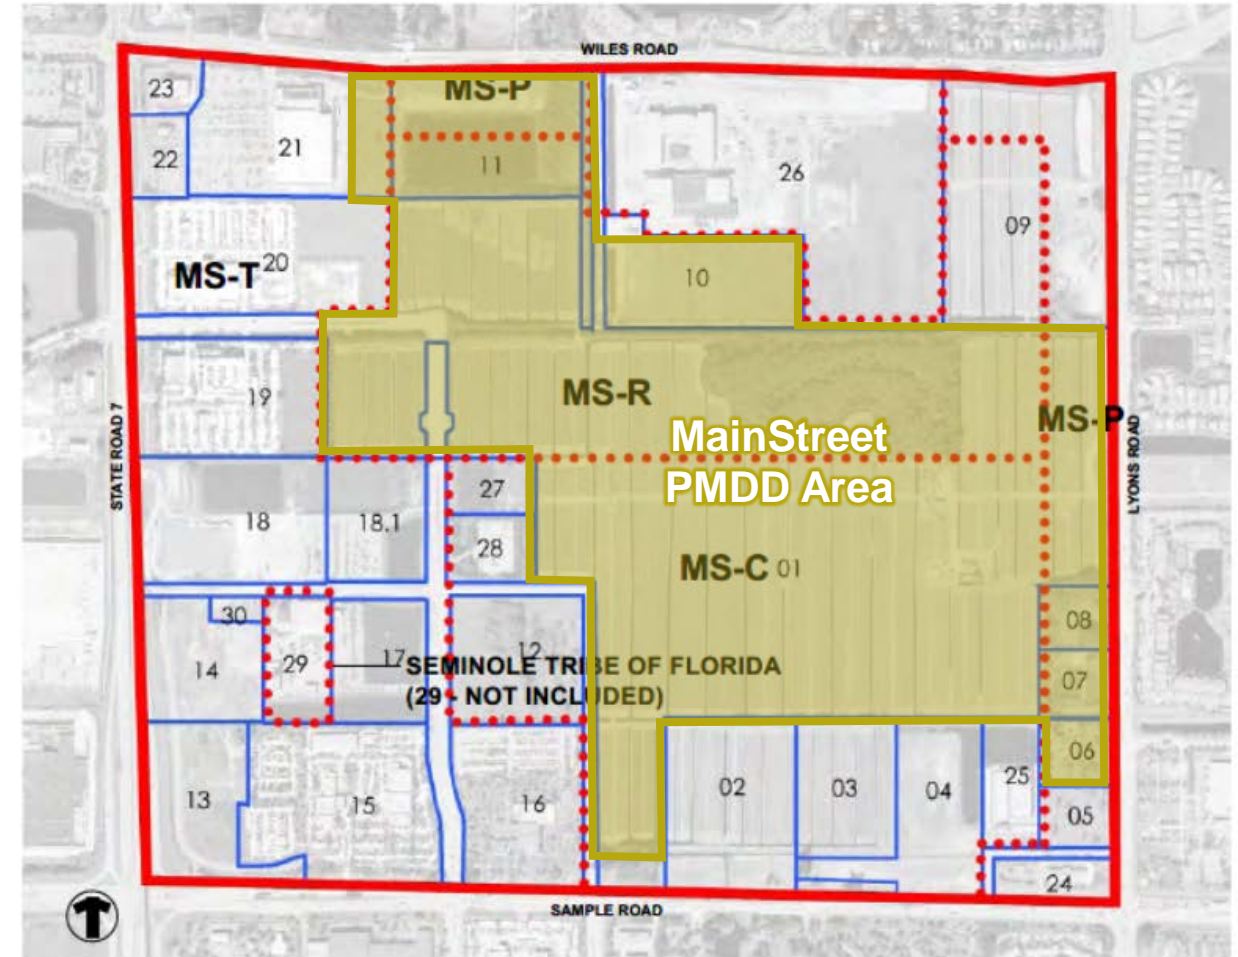 WILES ROAD
23
MS-P
21
22
11
26
09
MS-T
20
10
19
MS-R
MS-P
MainStreet
PMDD Area
STATE ROAD 7
LYONS ROAD
27
18
18.1
28
MS-C
01
30
08
14
29
17
12
SEMINOLE TRIBE OF FLORIDA
(29 - NOT INCLUDED)
07
06
25
02
03
04
13
15
16
05
24
SAMPLE ROAD